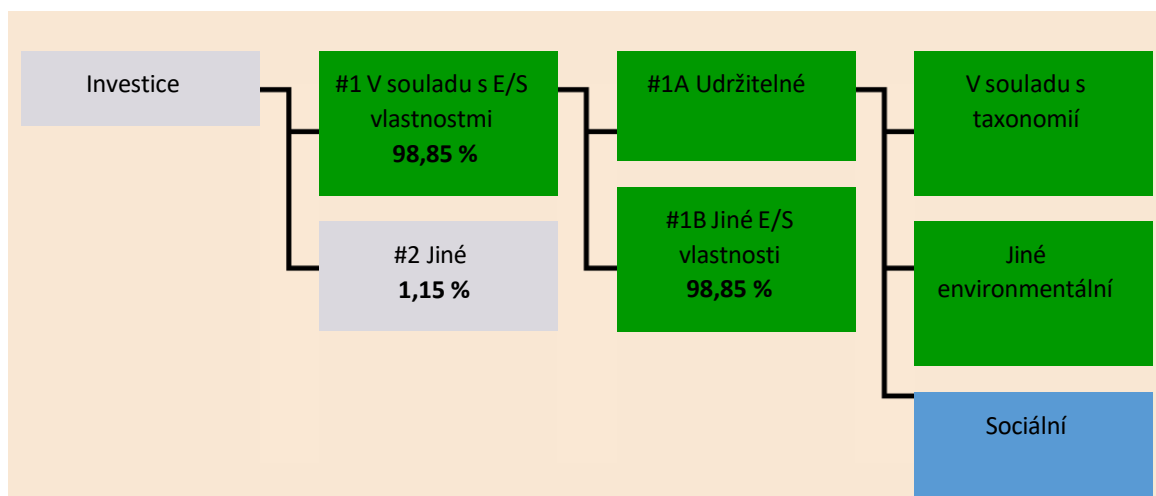 Investice
#1 V souladu s E/S
vlastnostmi
98,85 %
#2 Jiné
1,15 %
#1A Udržitelné
#1B Jiné E/S
vlastnosti
98,85 %
V souladu s
taxonomií
Jiné
environmentální
Sociální